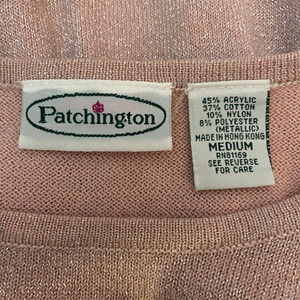 Patchington
45% ACRYLIC
37% COTTON
10% NYLON
8% POLYESTER
(METALLIC)
MADE IN HONG KONG
MEDIUM
RN81169
SEE REVERSE
FOR CARE